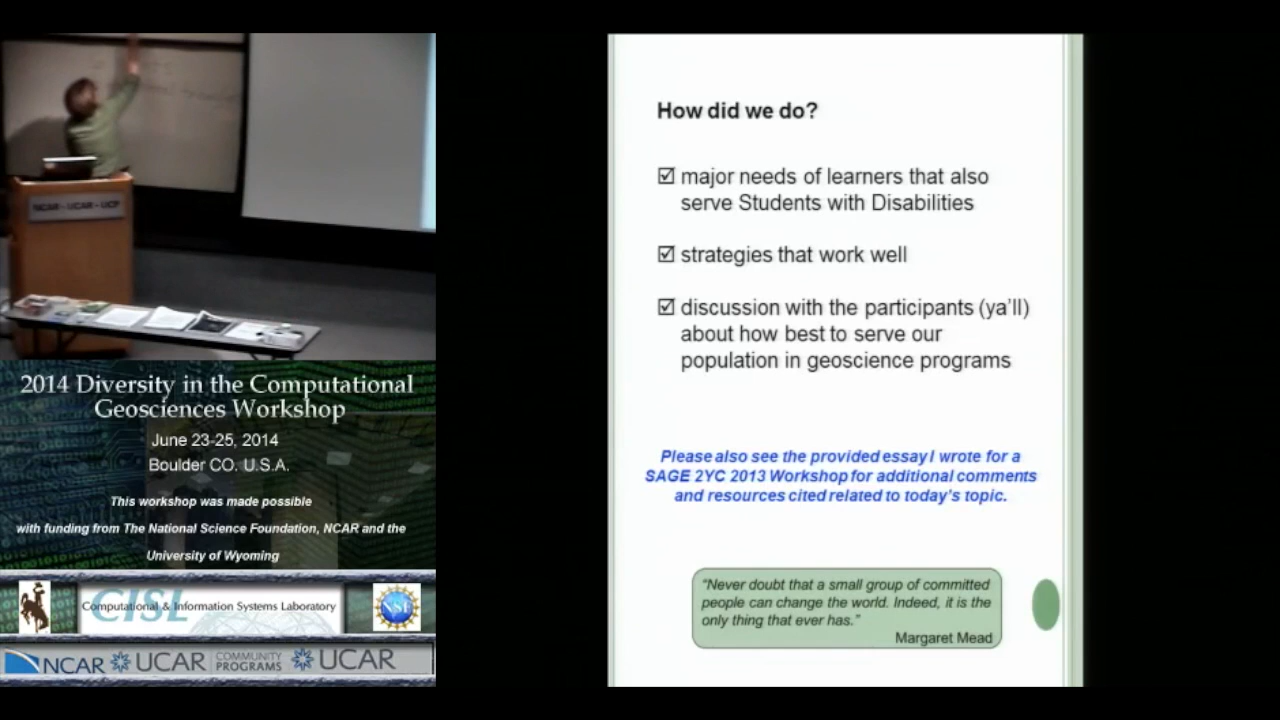 NCAR - UCAR - UCP
2014 Diversity in the Computational
Geosciences Workshop
June 23-25, 2014
Boulder CO. U.S.A.
This workshop was made possible
with funding from The National Science Foundation, NCAR and the
University of Wyoming
CISL
Computational & Information Systems Laboratory
NSF
NCAR
UCAR
COMMUNITY
PROGRAMS
UCAR
How did we do?
☑ major needs of learners that also
serve Students with Disabilities
☑ strategies that work well
☑ discussion with the participants (ya'll)
about how best to serve our
population in geoscience programs
Please also see the provided essay I wrote for a
SAGE 2YC 2013 Workshop for additional comments
and resources cited related to today's topic.
"Never doubt that a small group of committed
people can change the world. Indeed, it is the
only thing that ever has."
Margaret Mead